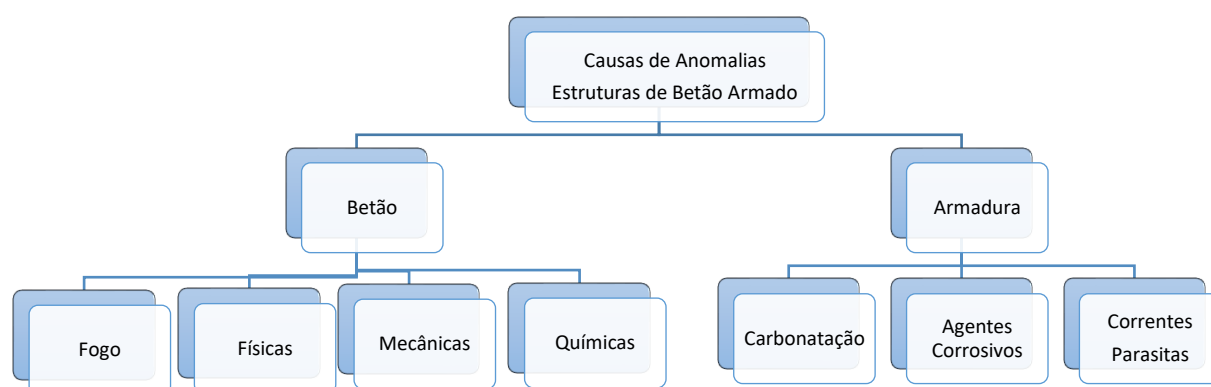 Causas de Anomalias
Estruturas de Betão Armado
Betão
Armadura
Fogo
Físicas
Mecânicas
Químicas
Carbonatação
Agentes
Corrosivos
Correntes
Parasitas